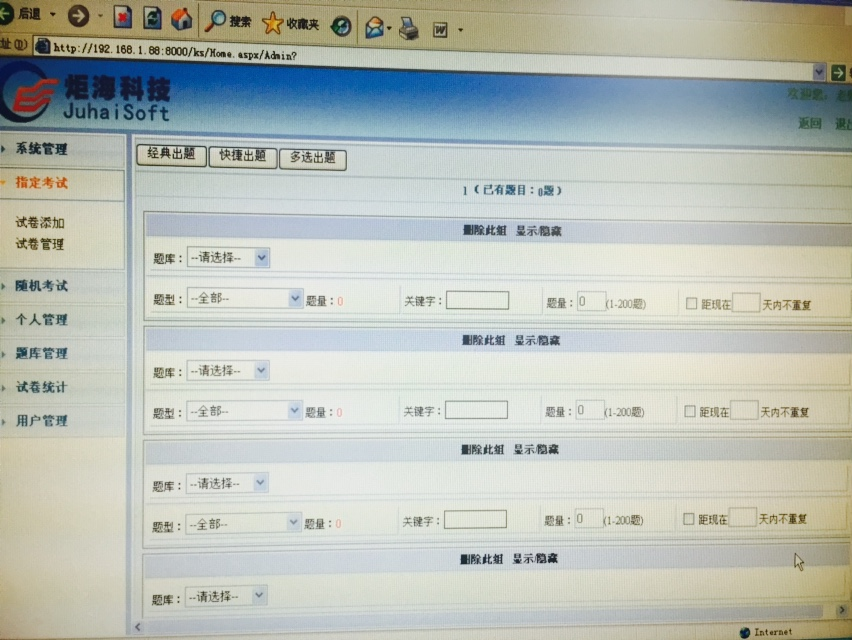 后退 搜索 收藏夹
址(D) http://192.168.1.88:8000/ks/Home.aspx/Admin?
炬海科技
JuhaiSoft
欢迎您，
返回 退出
系统管理
指定考试
试卷添加
试卷管理
随机考试
个人管理
题库管理
试卷统计
用户管理
经典出题 快捷出题 多选出题
1（已有题目：0题）
删除此组 显示/隐藏
题库： --请选择--
题型： --全部-- 题量：0 关键字： 题量： 0 (1-200题) 距现在 天内不重复
删除此组 显示/隐藏
题库： --请选择--
题型： --全部-- 题量：0 关键字： 题量： 0 (1-200题) 距现在 天内不重复
删除此组 显示/隐藏
题库： --请选择--
题型： --全部-- 题量：0 关键字： 题量： 0 (1-200题) 距现在 天内不重复
删除此组 显示/隐藏
题库： --请选择--
Internet